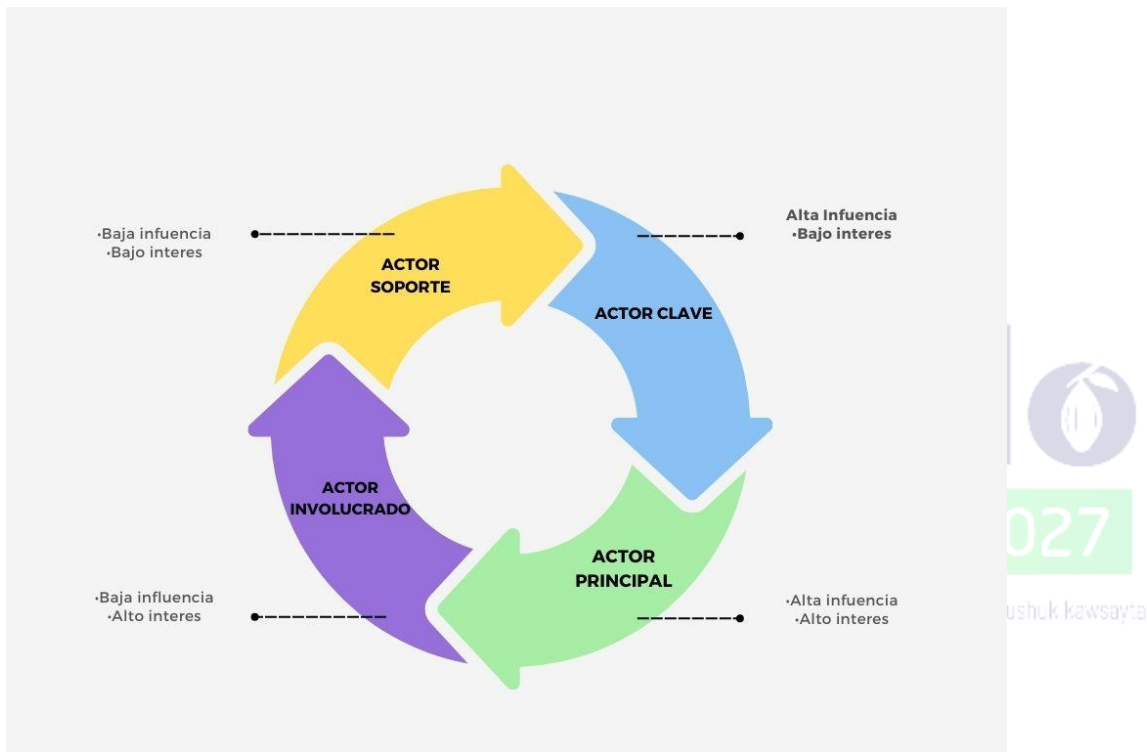 •Baja infuencia
•Bajo interes
ACTOR
SOPORTE
Alta Infuencia
•Bajo interes
ACTOR CLAVE
ACTOR
INVOLUCRADO
ACTOR
PRINCIPAL
•Baja influencia
•Alto interes
•Alta infuencia
•Alto interes
027
ushuk kawsayta